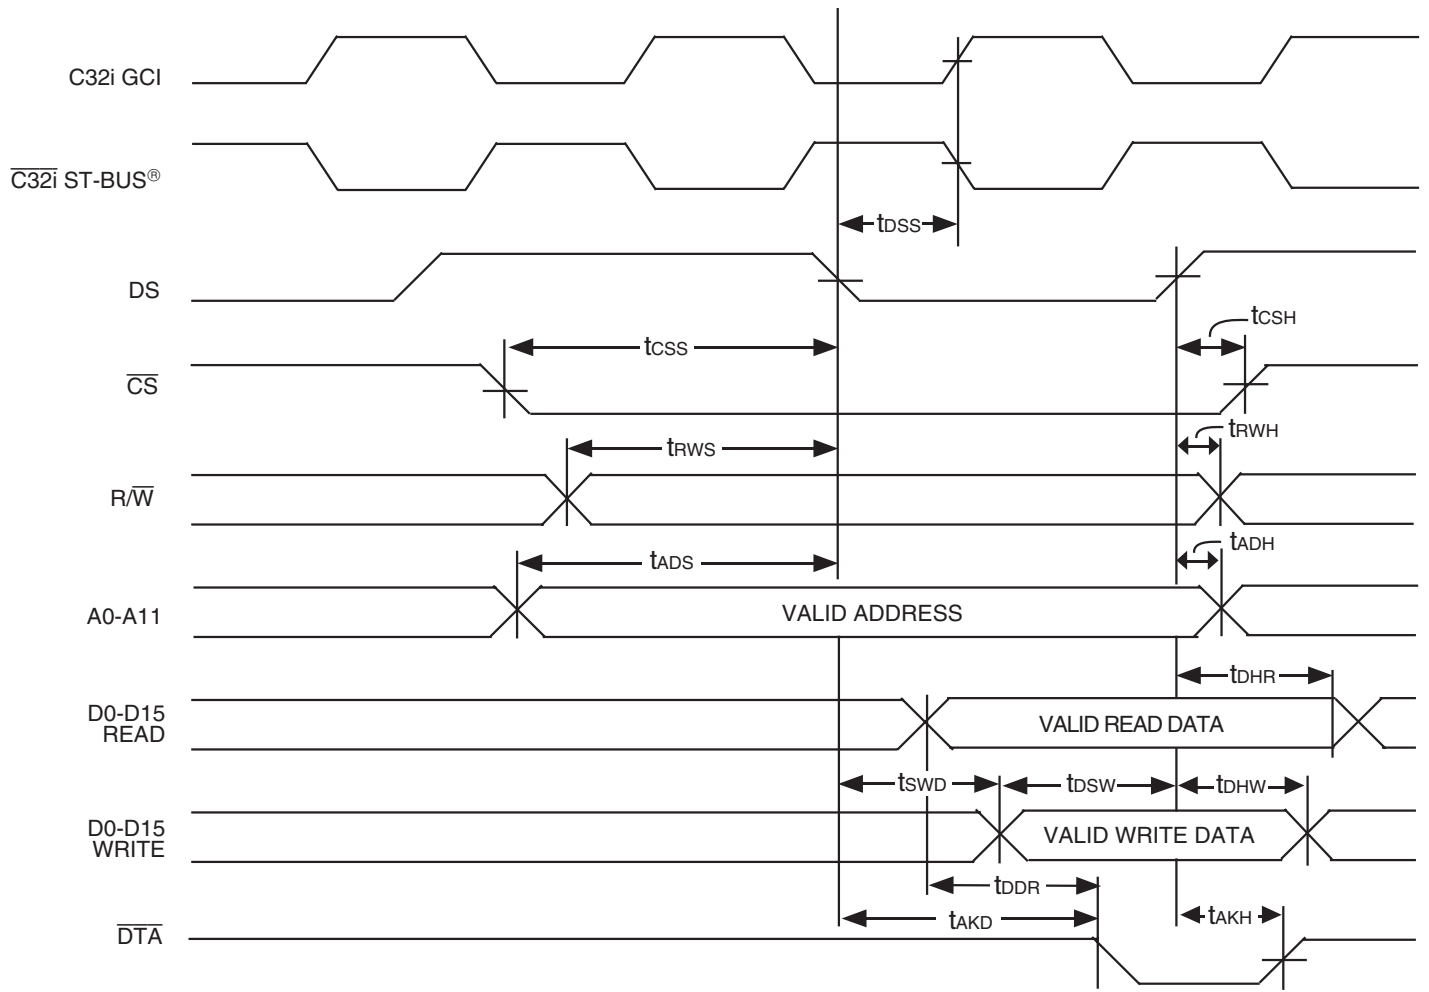 C32i GCI
C32i ST-BUS®
tDSS
DS
tCSH
tCSS
CS
tRWH
tRWS
R/W
tADH
tADS
A0-A11
VALID ADDRESS
tDHR
D0-D15
READ
VALID READ DATA
tSWD
tDSW
tDHW
D0-D15
WRITE
VALID WRITE DATA
tDDR
tAKD
tAKH
DTA